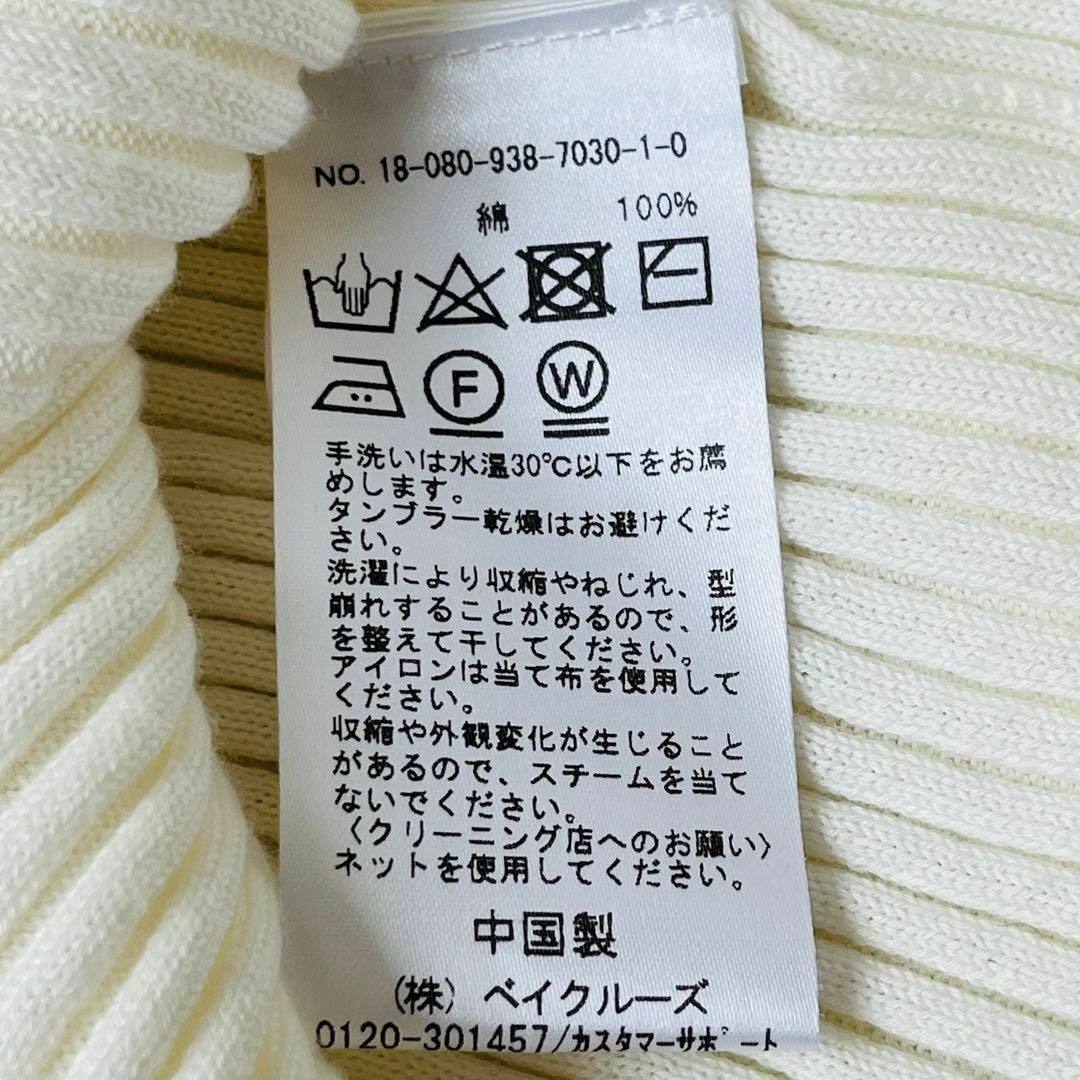 NO. 18-080-938-7030-1-0
綿 100%
F W
手洗いは水温30℃以下をお薦
めします。
タンブラー乾燥はお避けくだ
さい。
洗濯により収縮やねじれ、型
崩れすることがあるので、形
を整えて干してください。
アイロンは当て布を使用して
ください。
収縮や外観変化が生じること
があるので、スチームを当て
ないでください。
〈クリーニング店へのお願い〉
ネットを使用してください。
中国製
(株) ベイクルーズ
0120-301457/カスタマーサポート